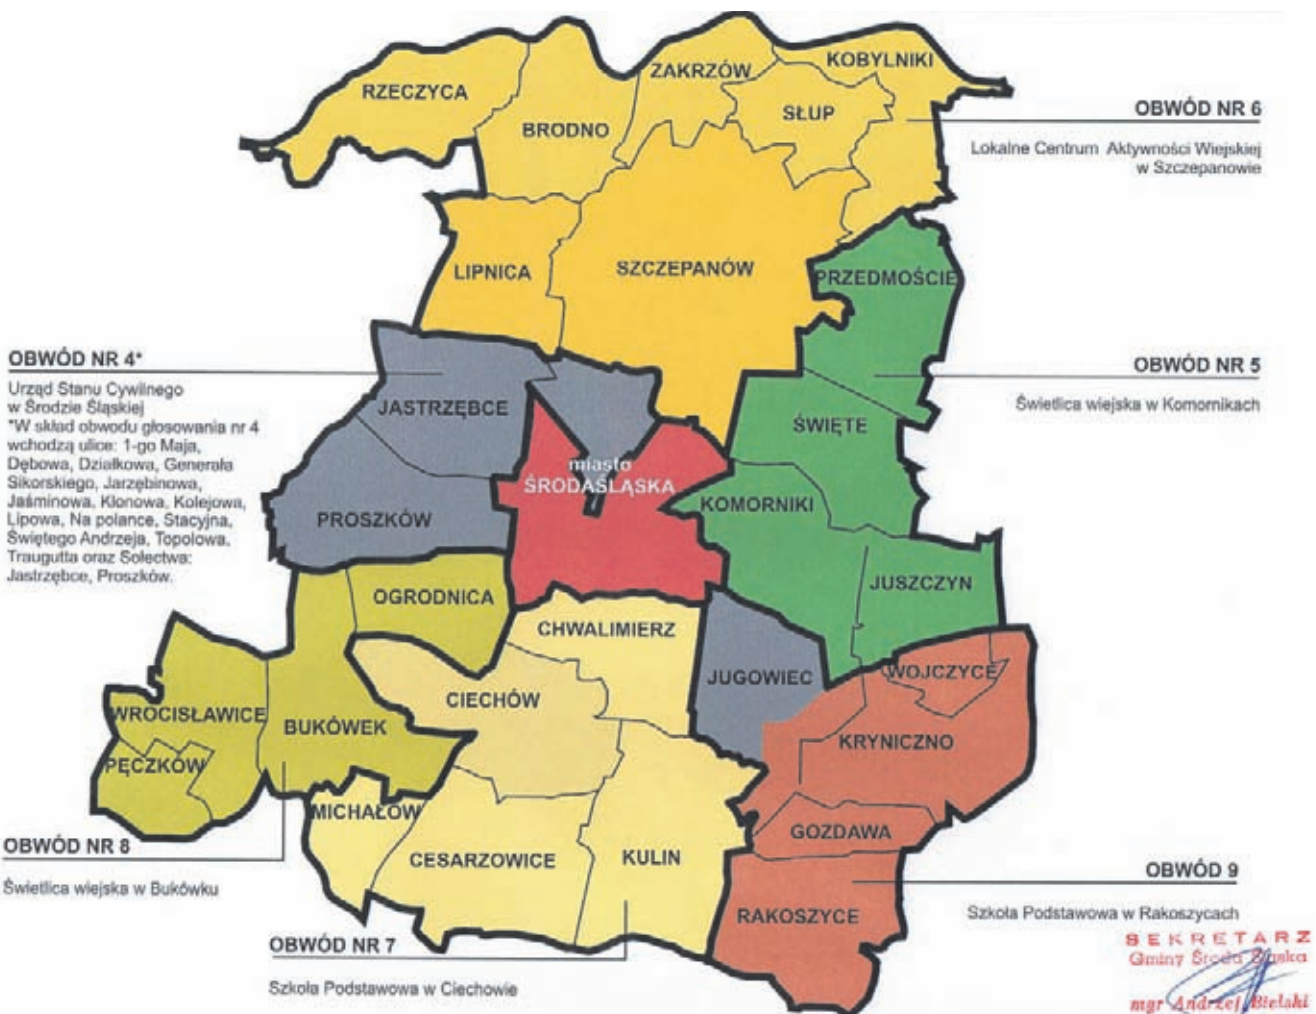 RZECZYCA
BRODNO
ZAKRZÓW
KOBYLNIKI
SŁUP
OBWÓD NR 6
Lokalne Centrum Aktywności Wiejskiej
w Szczepanowie
LIPNICA
SZCZEPANÓW
PRZEDMOŚCIE
OBWÓD NR 4*
Urząd Stanu Cywilnego
w Środzie Śląskiej
*W skład obwodu głosowania nr 4
wchodzą ulice: 1-go Maja,
Dębowa, Działkowa, Generała
Sikorskiego, Jarzębinowa,
Jaśminowa, Klonowa, Kolejowa,
Lipowa, Na polance, Stacyjna,
Świętego Andrzeja, Topolowa,
Traugutta oraz Sołectwa:
Jastrzębce, Proszków.
OBWÓD NR 5
Świetlica wiejska w Komornikach
JASTRZĘBCE
ŚWIĘTE
miasto
ŚRODAŚLĄSKA
PROSZKÓW
KOMORNIKI
OGRODNICA
JUSZCZYN
CHWALIMIERZ
JUGOWIEC
WOJCZYCE
CIECHÓW
WROCISŁAWICE
BUKÓWEK
KRYNICZNO
PĘCZKÓW
MICHAŁÓW
GOZDAWA
CESARZOWICE
KULIN
RAKOSZYCE
OBWÓD NR 8
Świetlica wiejska w Bukówku
OBWÓD NR 7
Szkoła Podstawowa w Ciechowie
OBWÓD 9
Szkoła Podstawowa w Rakoszycach
SEKRETARZ
Gminy Środa Śląska
mgr Andrzej Bielski